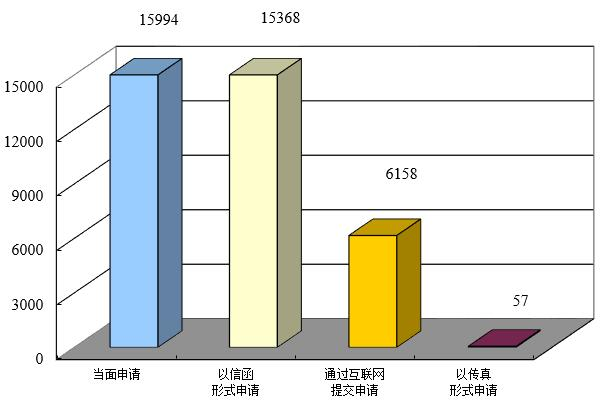 15994
15368
15000
12000
9000
6158
6000
3000
57
0
当面申请
以信函
形式申请
通过互联网
提交申请
以传真
形式申请